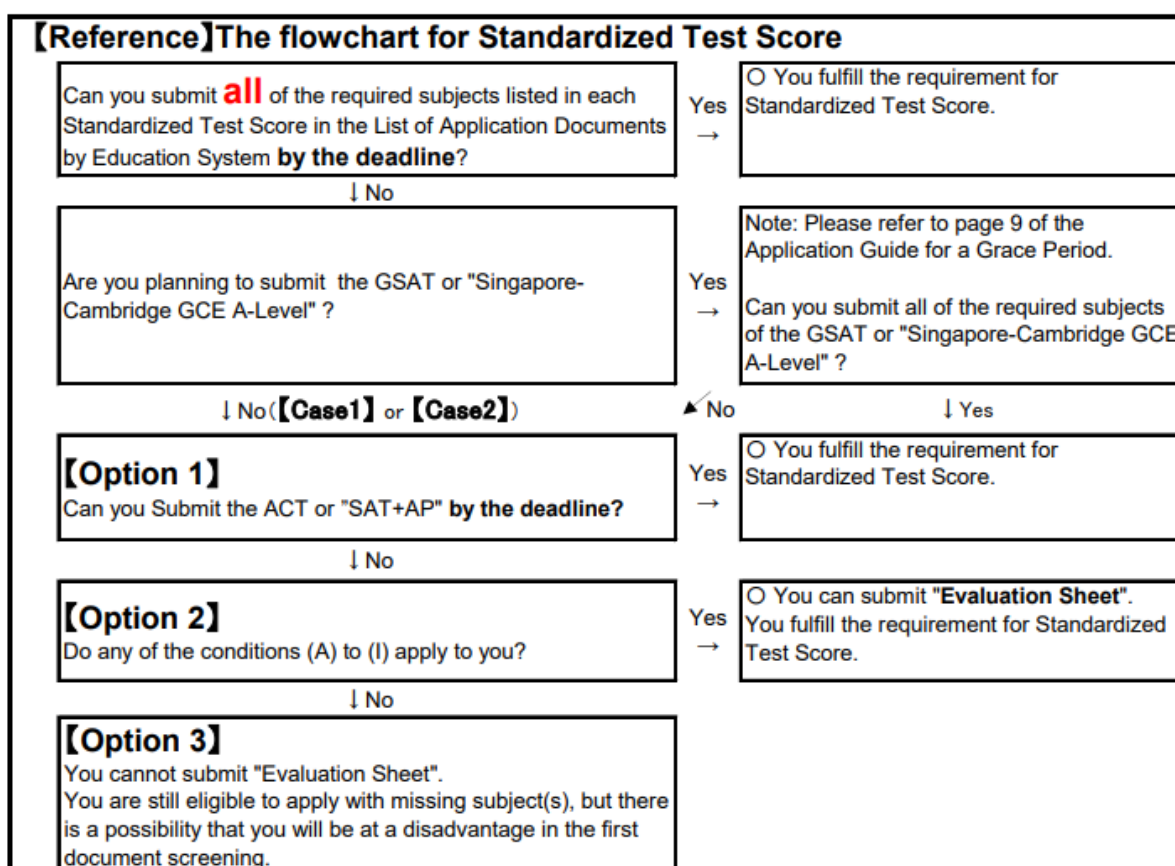 【Reference】The flowchart for Standardized Test Score
Can you submit all of the required subjects listed in each
Standardized Test Score in the List of Application Documents
by Education System by the deadline?
Yes
→
○ You fulfill the requirement for
Standardized Test Score.
↓ No
Are you planning to submit the GSAT or "Singapore-
Cambridge GCE A-Level" ?
Yes
→
Note: Please refer to page 9 of the
Application Guide for a Grace Period.
Can you submit all of the required subjects
of the GSAT or "Singapore-Cambridge GCE
A-Level" ?
↓ No(【Case1】 or 【Case2】)
No
↓ Yes
【Option 1】
Can you Submit the ACT or "SAT+AP" by the deadline?
Yes
→
○ You fulfill the requirement for
Standardized Test Score.
↓ No
【Option 2】
Do any of the conditions (A) to (I) apply to you?
Yes
→
○ You can submit "Evaluation Sheet".
You fulfill the requirement for Standardized
Test Score.
↓ No
【Option 3】
You cannot submit "Evaluation Sheet".
You are still eligible to apply with missing subject(s), but there
is a possibility that you will be at a disadvantage in the first
document screening.